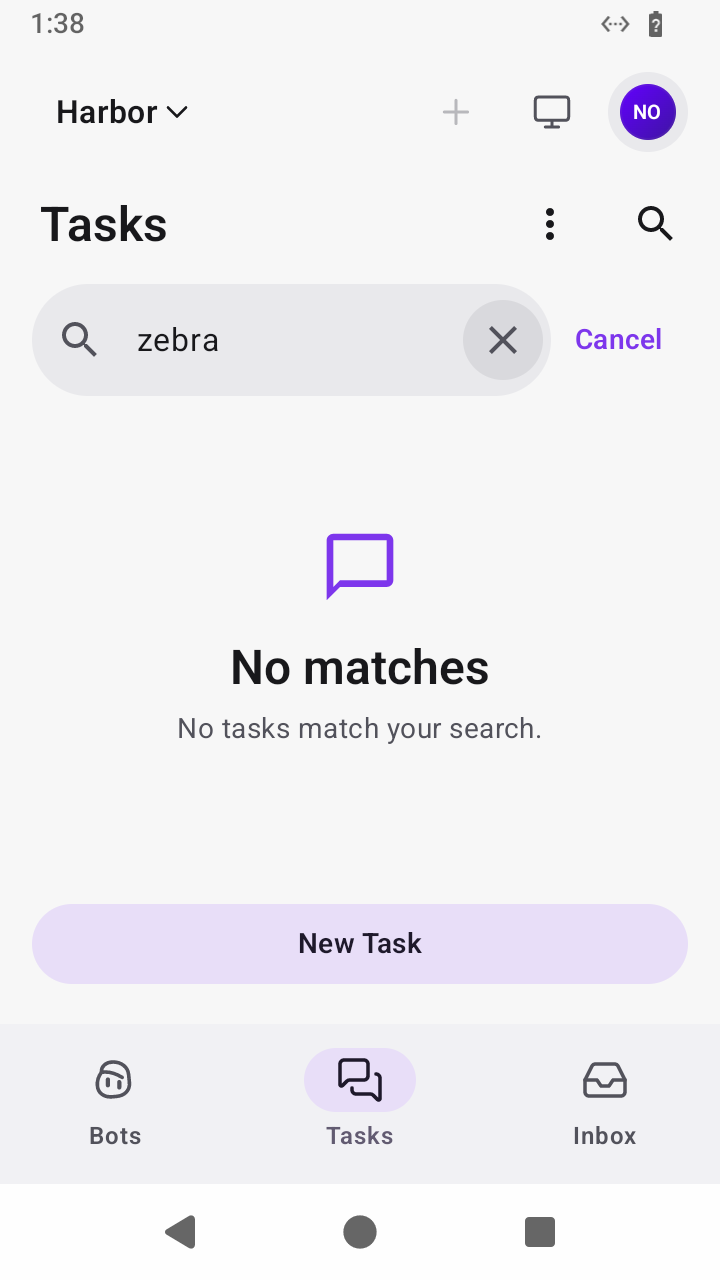 1:38
Harbor
NO
Tasks
zebra
Cancel
No matches
No tasks match your search.
New Task
Bots
Tasks
Inbox